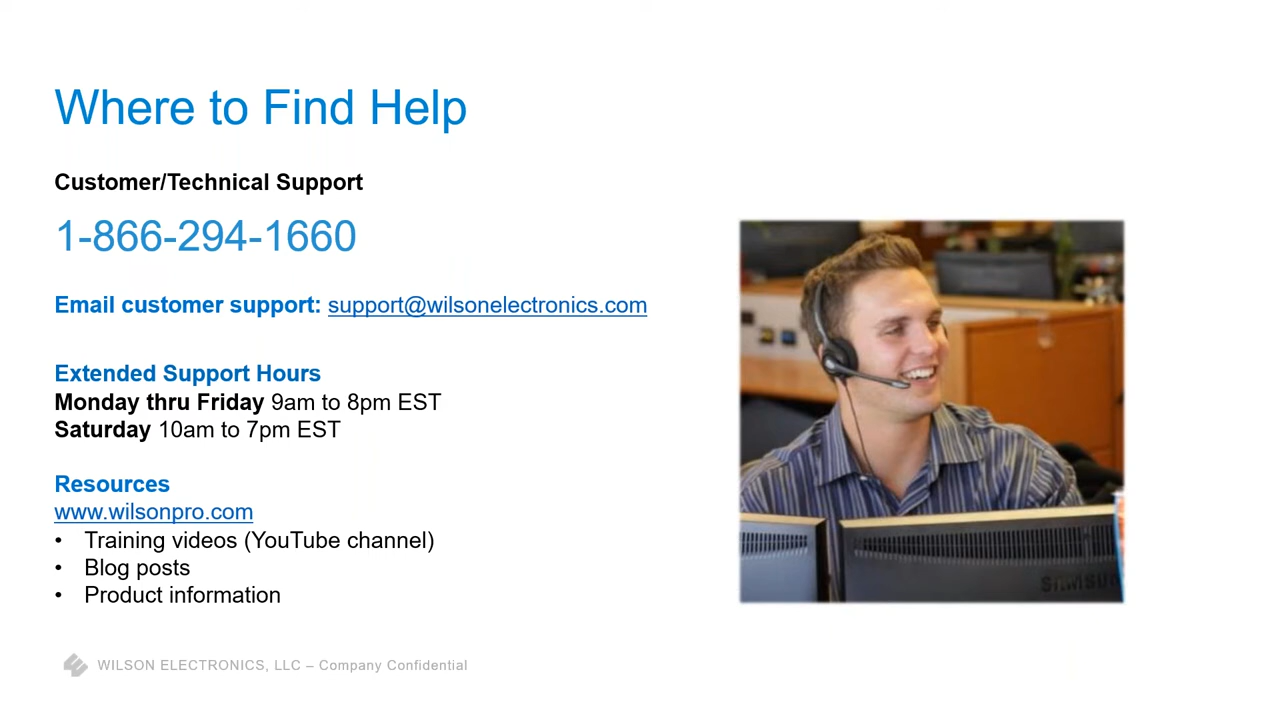 Where to Find Help
Customer/Technical Support
1-866-294-1660
Email customer support: support@wilsonelectronics.com
Extended Support Hours
Monday thru Friday 9am to 8pm EST
Saturday 10am to 7pm EST
Resources
www.wilsonpro.com
• Training videos (YouTube channel)
• Blog posts
• Product information
SAMSUNG
WILSON ELECTRONICS, LLC – Company Confidential